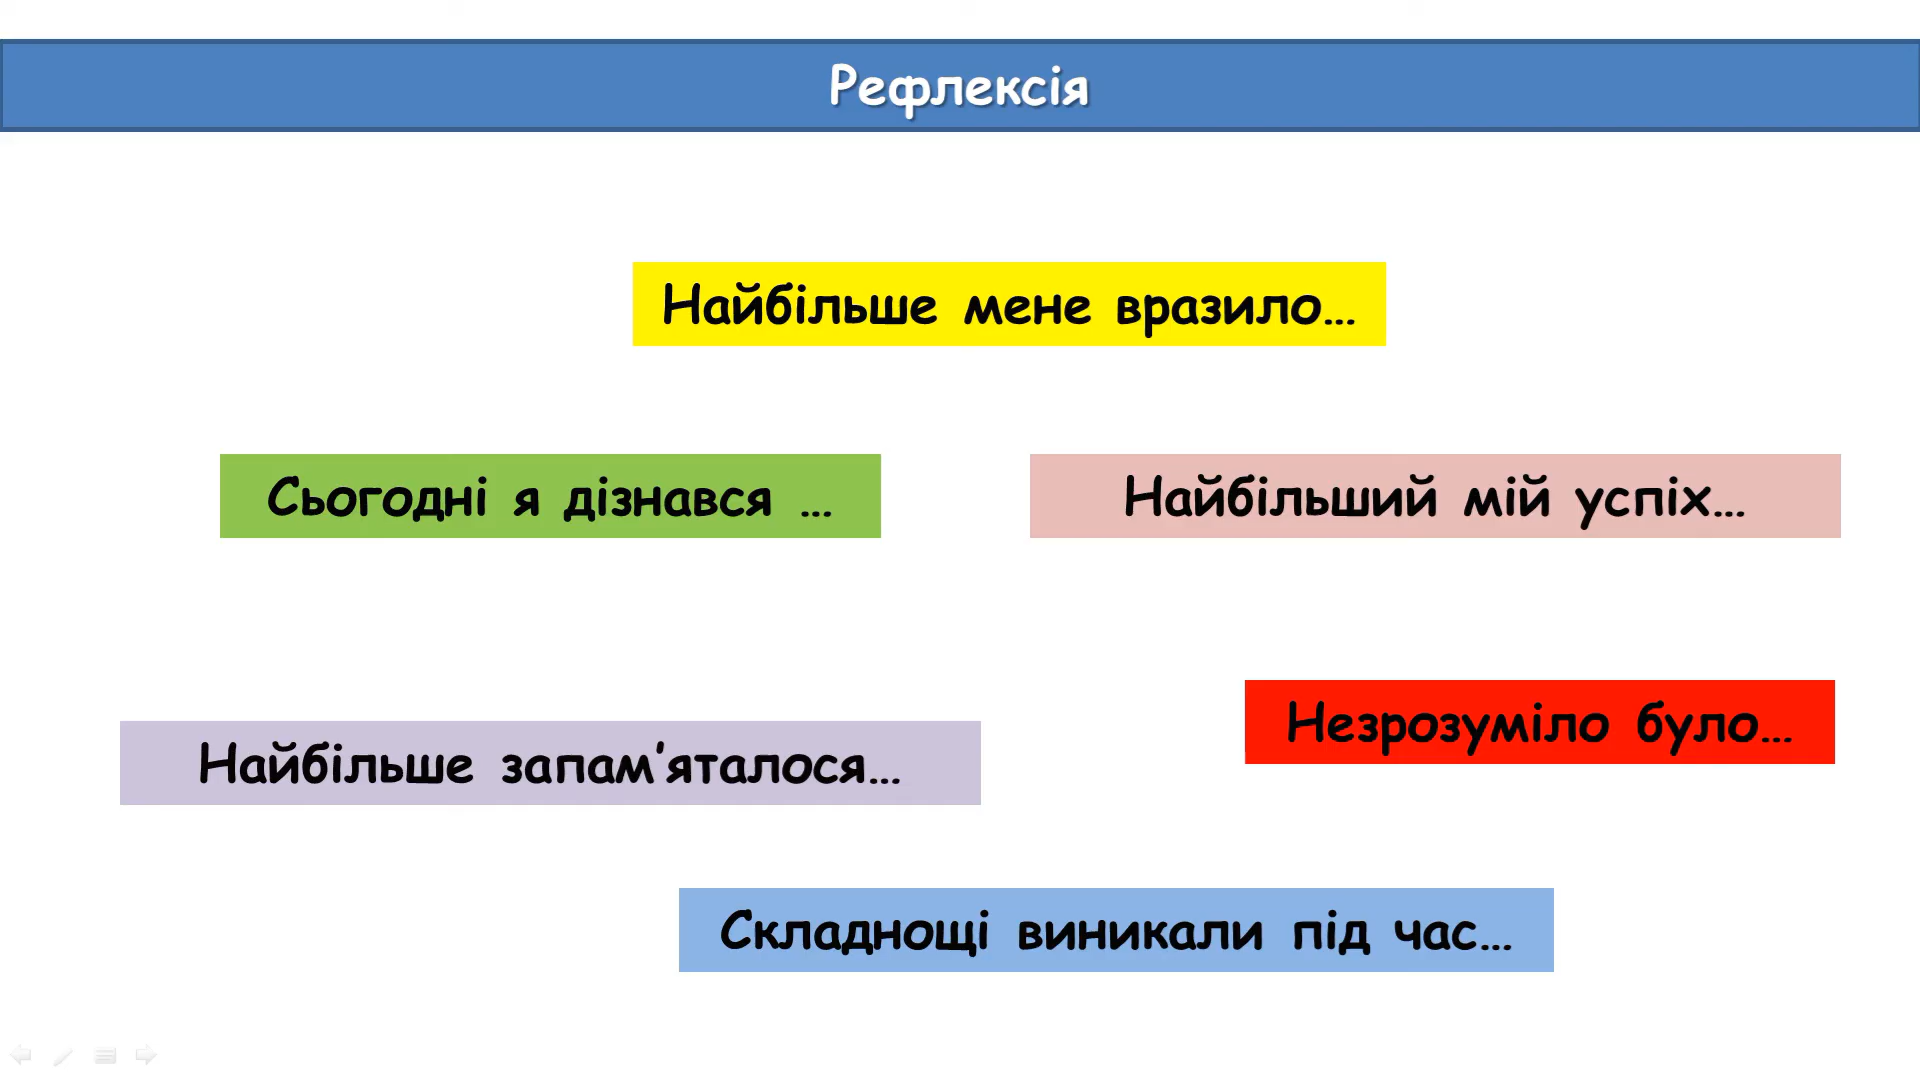 Рефлексія
Найбільше мене вразило...
Сьогодні я дізнався ...
Найбільший мій успіх...
Незрозуміло було...
Найбільше запам'яталося...
Складнощі виникали під час...